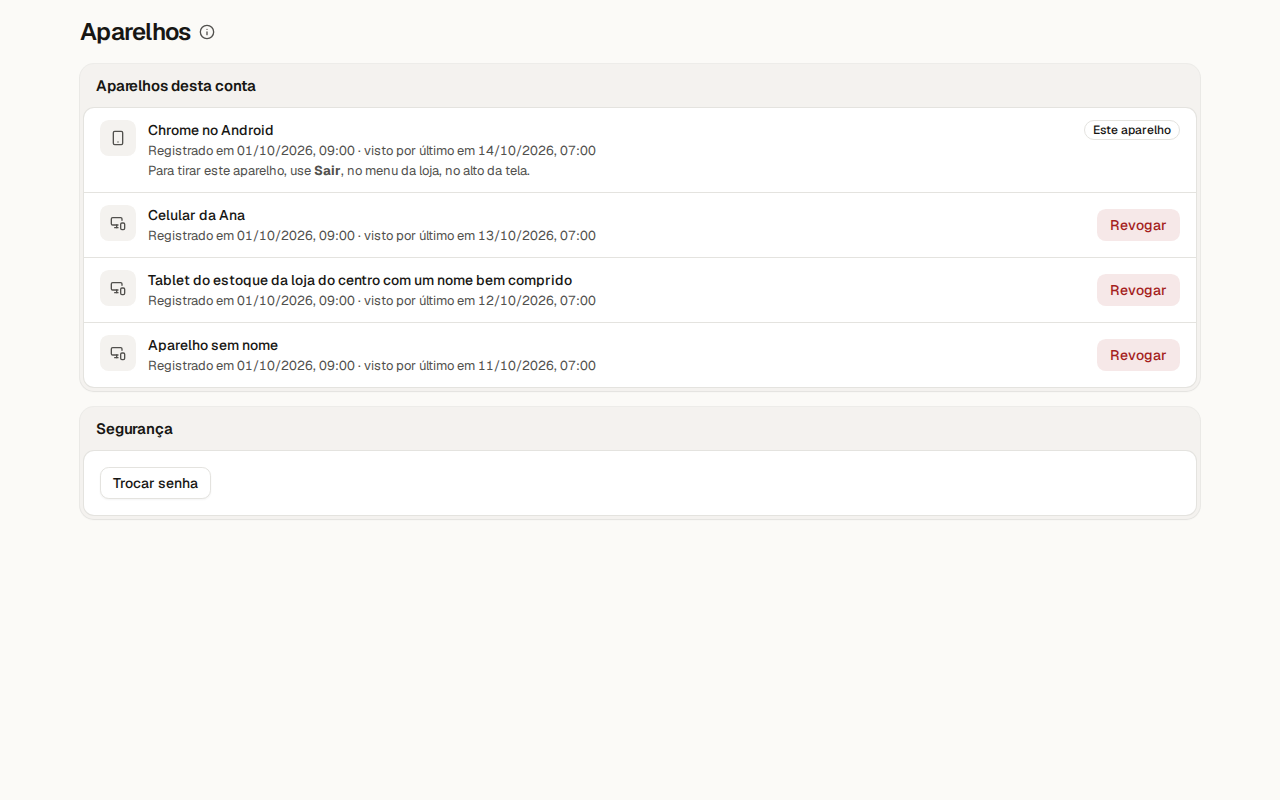 Aparelhos
Aparelhos desta conta
Chrome no Android
Este aparelho
Registrado em 01/10/2026, 09:00 · visto por último em 14/10/2026, 07:00
Para tirar este aparelho, use Sair, no menu da loja, no alto da tela.
Celular da Ana
Registrado em 01/10/2026, 09:00 · visto por último em 13/10/2026, 07:00
Revogar
Tablet do estoque da loja do centro com um nome bem comprido
Registrado em 01/10/2026, 09:00 · visto por último em 12/10/2026, 07:00
Revogar
Aparelho sem nome
Registrado em 01/10/2026, 09:00 · visto por último em 11/10/2026, 07:00
Revogar
Segurança
Trocar senha